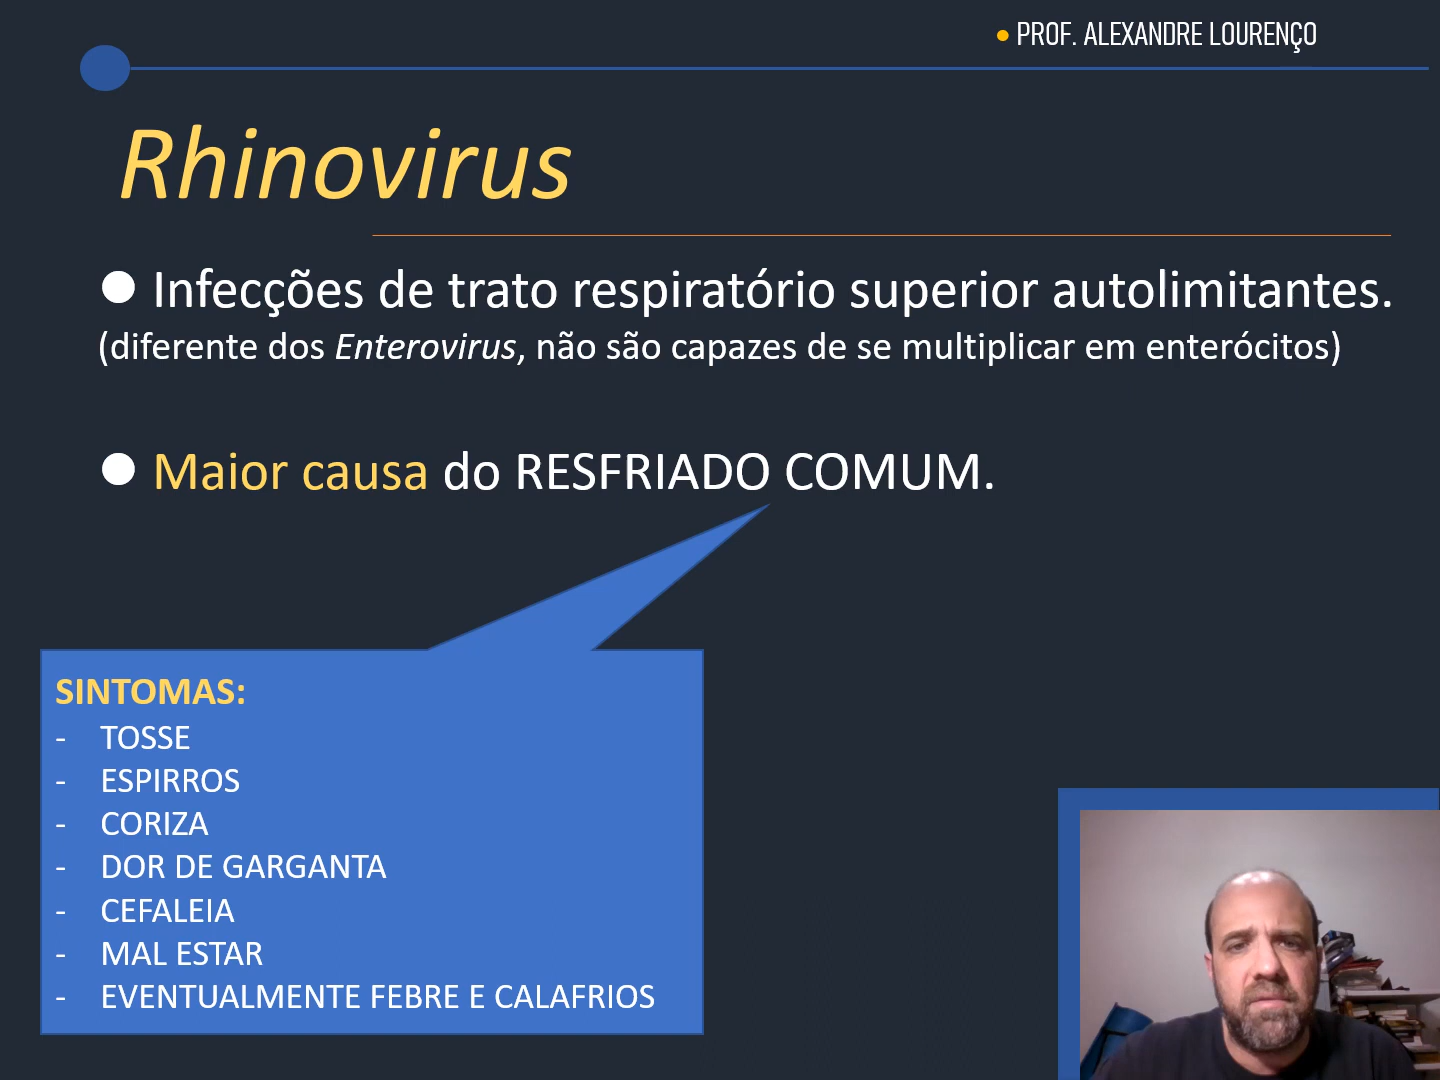 ● PROF. ALEXANDRE LOURENÇO
Rhinovirus
● Infecções de trato respiratório superior autolimitantes.
(diferente dos Enterovirus, não são capazes de se multiplicar em enterócitos)
● Maior causa do RESFRIADO COMUM.
SINTOMAS:
- TOSSE
- ESPIRROS
- CORIZA
- DOR DE GARGANTA
- CEFALEIA
- MAL ESTAR
- EVENTUALMENTE FEBRE E CALAFRIOS